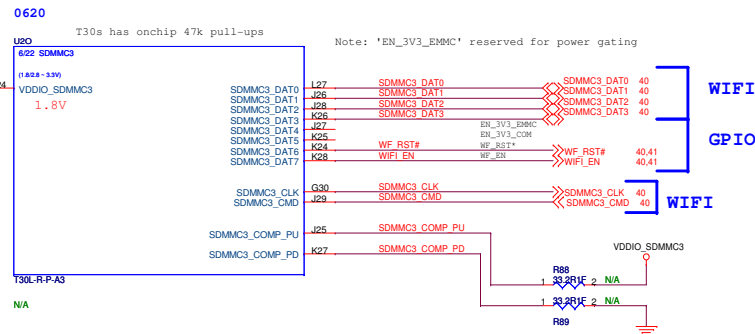 0620
T30s has onchip 47k pull-ups
Note: 'EN_3V3_EMMC' reserved for power gating
U2O
6/22 SDMMC3
(1.8/2.8 ~ 3.3V)
VDDIO_SDMMC3
1.8V
SDMMC3_DAT0 L27 SDMMC3_DAT0 SDMMC3_DAT0 40
SDMMC3_DAT1 J26 SDMMC3_DAT1 SDMMC3_DAT1 40
SDMMC3_DAT2 J28 SDMMC3_DAT2 SDMMC3_DAT2 40
SDMMC3_DAT3 K26 SDMMC3_DAT3 SDMMC3_DAT3 40
WIFI
SDMMC3_DAT4 J27 EN_3V3_EMMC
SDMMC3_DAT5 K25 EN_3V3_COM
SDMMC3_DAT6 K24 WF_RST# WF_RST* WF_RST# 40,41
SDMMC3_DAT7 K28 WIFI_EN WF_EN WIFI_EN 40,41
GPIO
SDMMC3_CLK G30 SDMMC3_CLK SDMMC3_CLK 40
SDMMC3_CMD J29 SDMMC3_CMD SDMMC3_CMD 40
WIFI
SDMMC3_COMP_PU J25 SDMMC3_COMP_PU
SDMMC3_COMP_PD K27 SDMMC3_COMP_PD
VDDIO_SDMMC3
T30L-R-P-A3
N/A
R88
1 33.2R1F 2 N/A
1 33.2R1F 2 N/A
R89